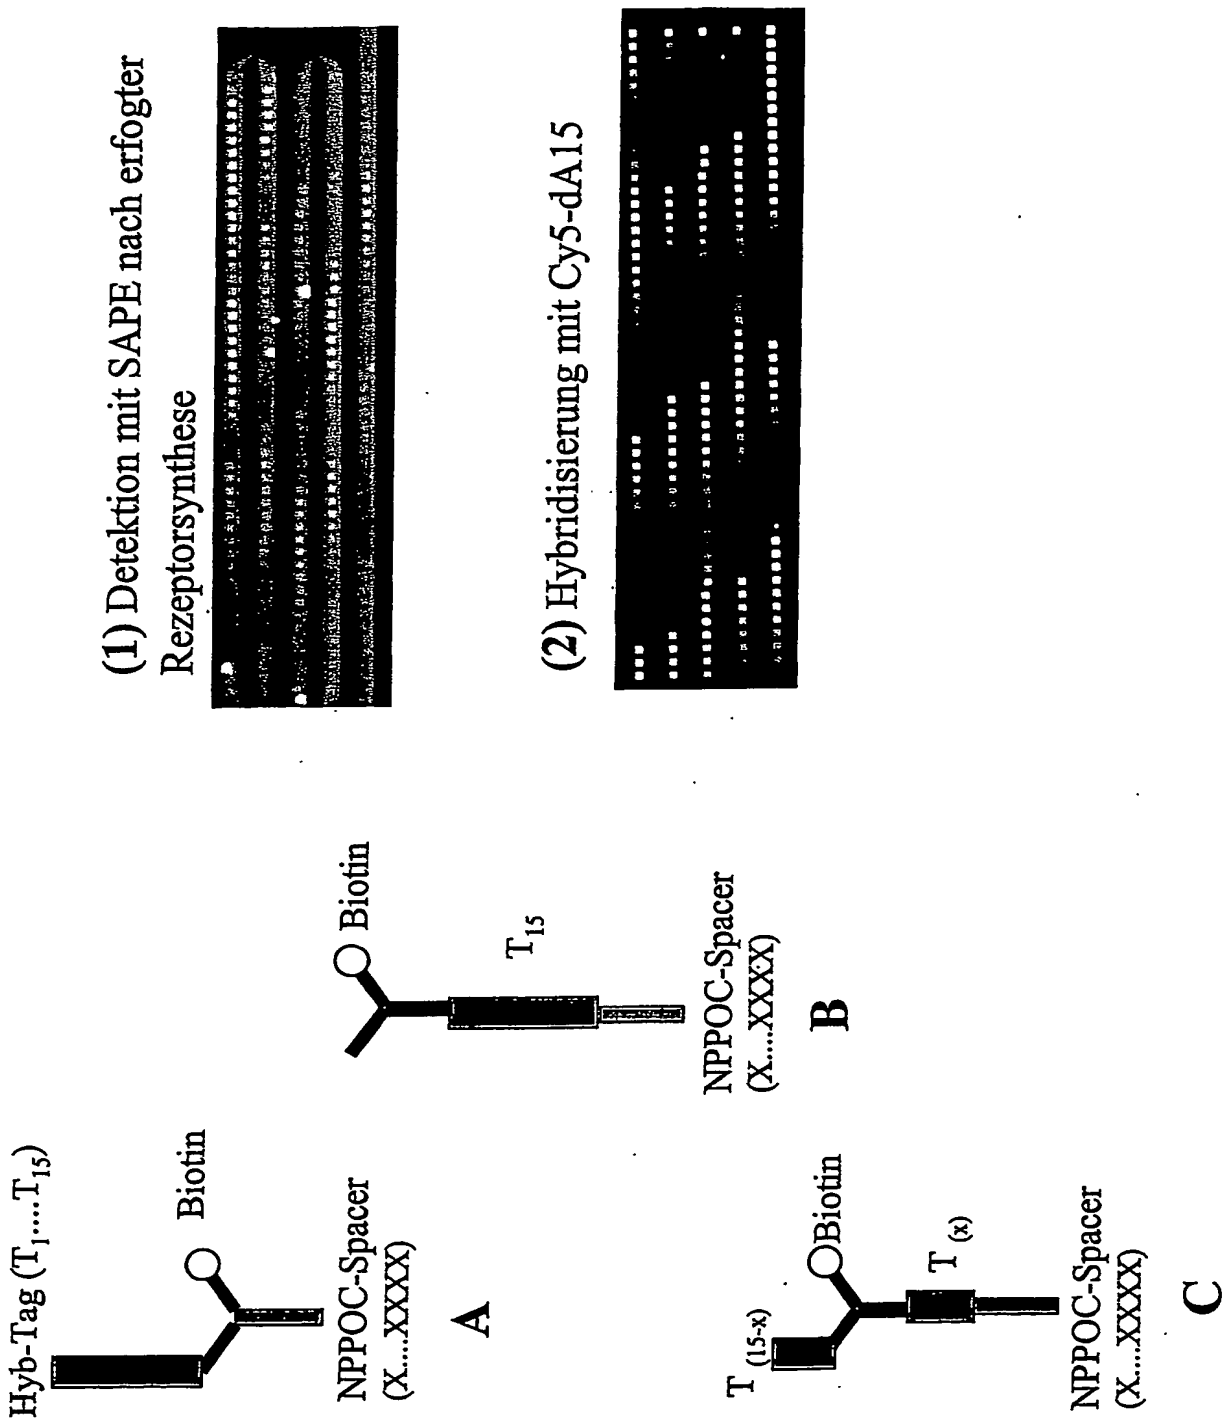 Hyb-Tag (T1....T15)
Biotin
NPPOC-Spacer
(X....XXXX)
A
Biotin
T15
NPPOC-Spacer
(X....XXXX)
B
T(15-x)
Biotin
T(x)
NPPOC-Spacer
(X....XXXX)
C
(1) Detektion mit SAPE nach erfogter
Rezeptorsynthese
(2) Hybridisierung mit Cy5-dA15